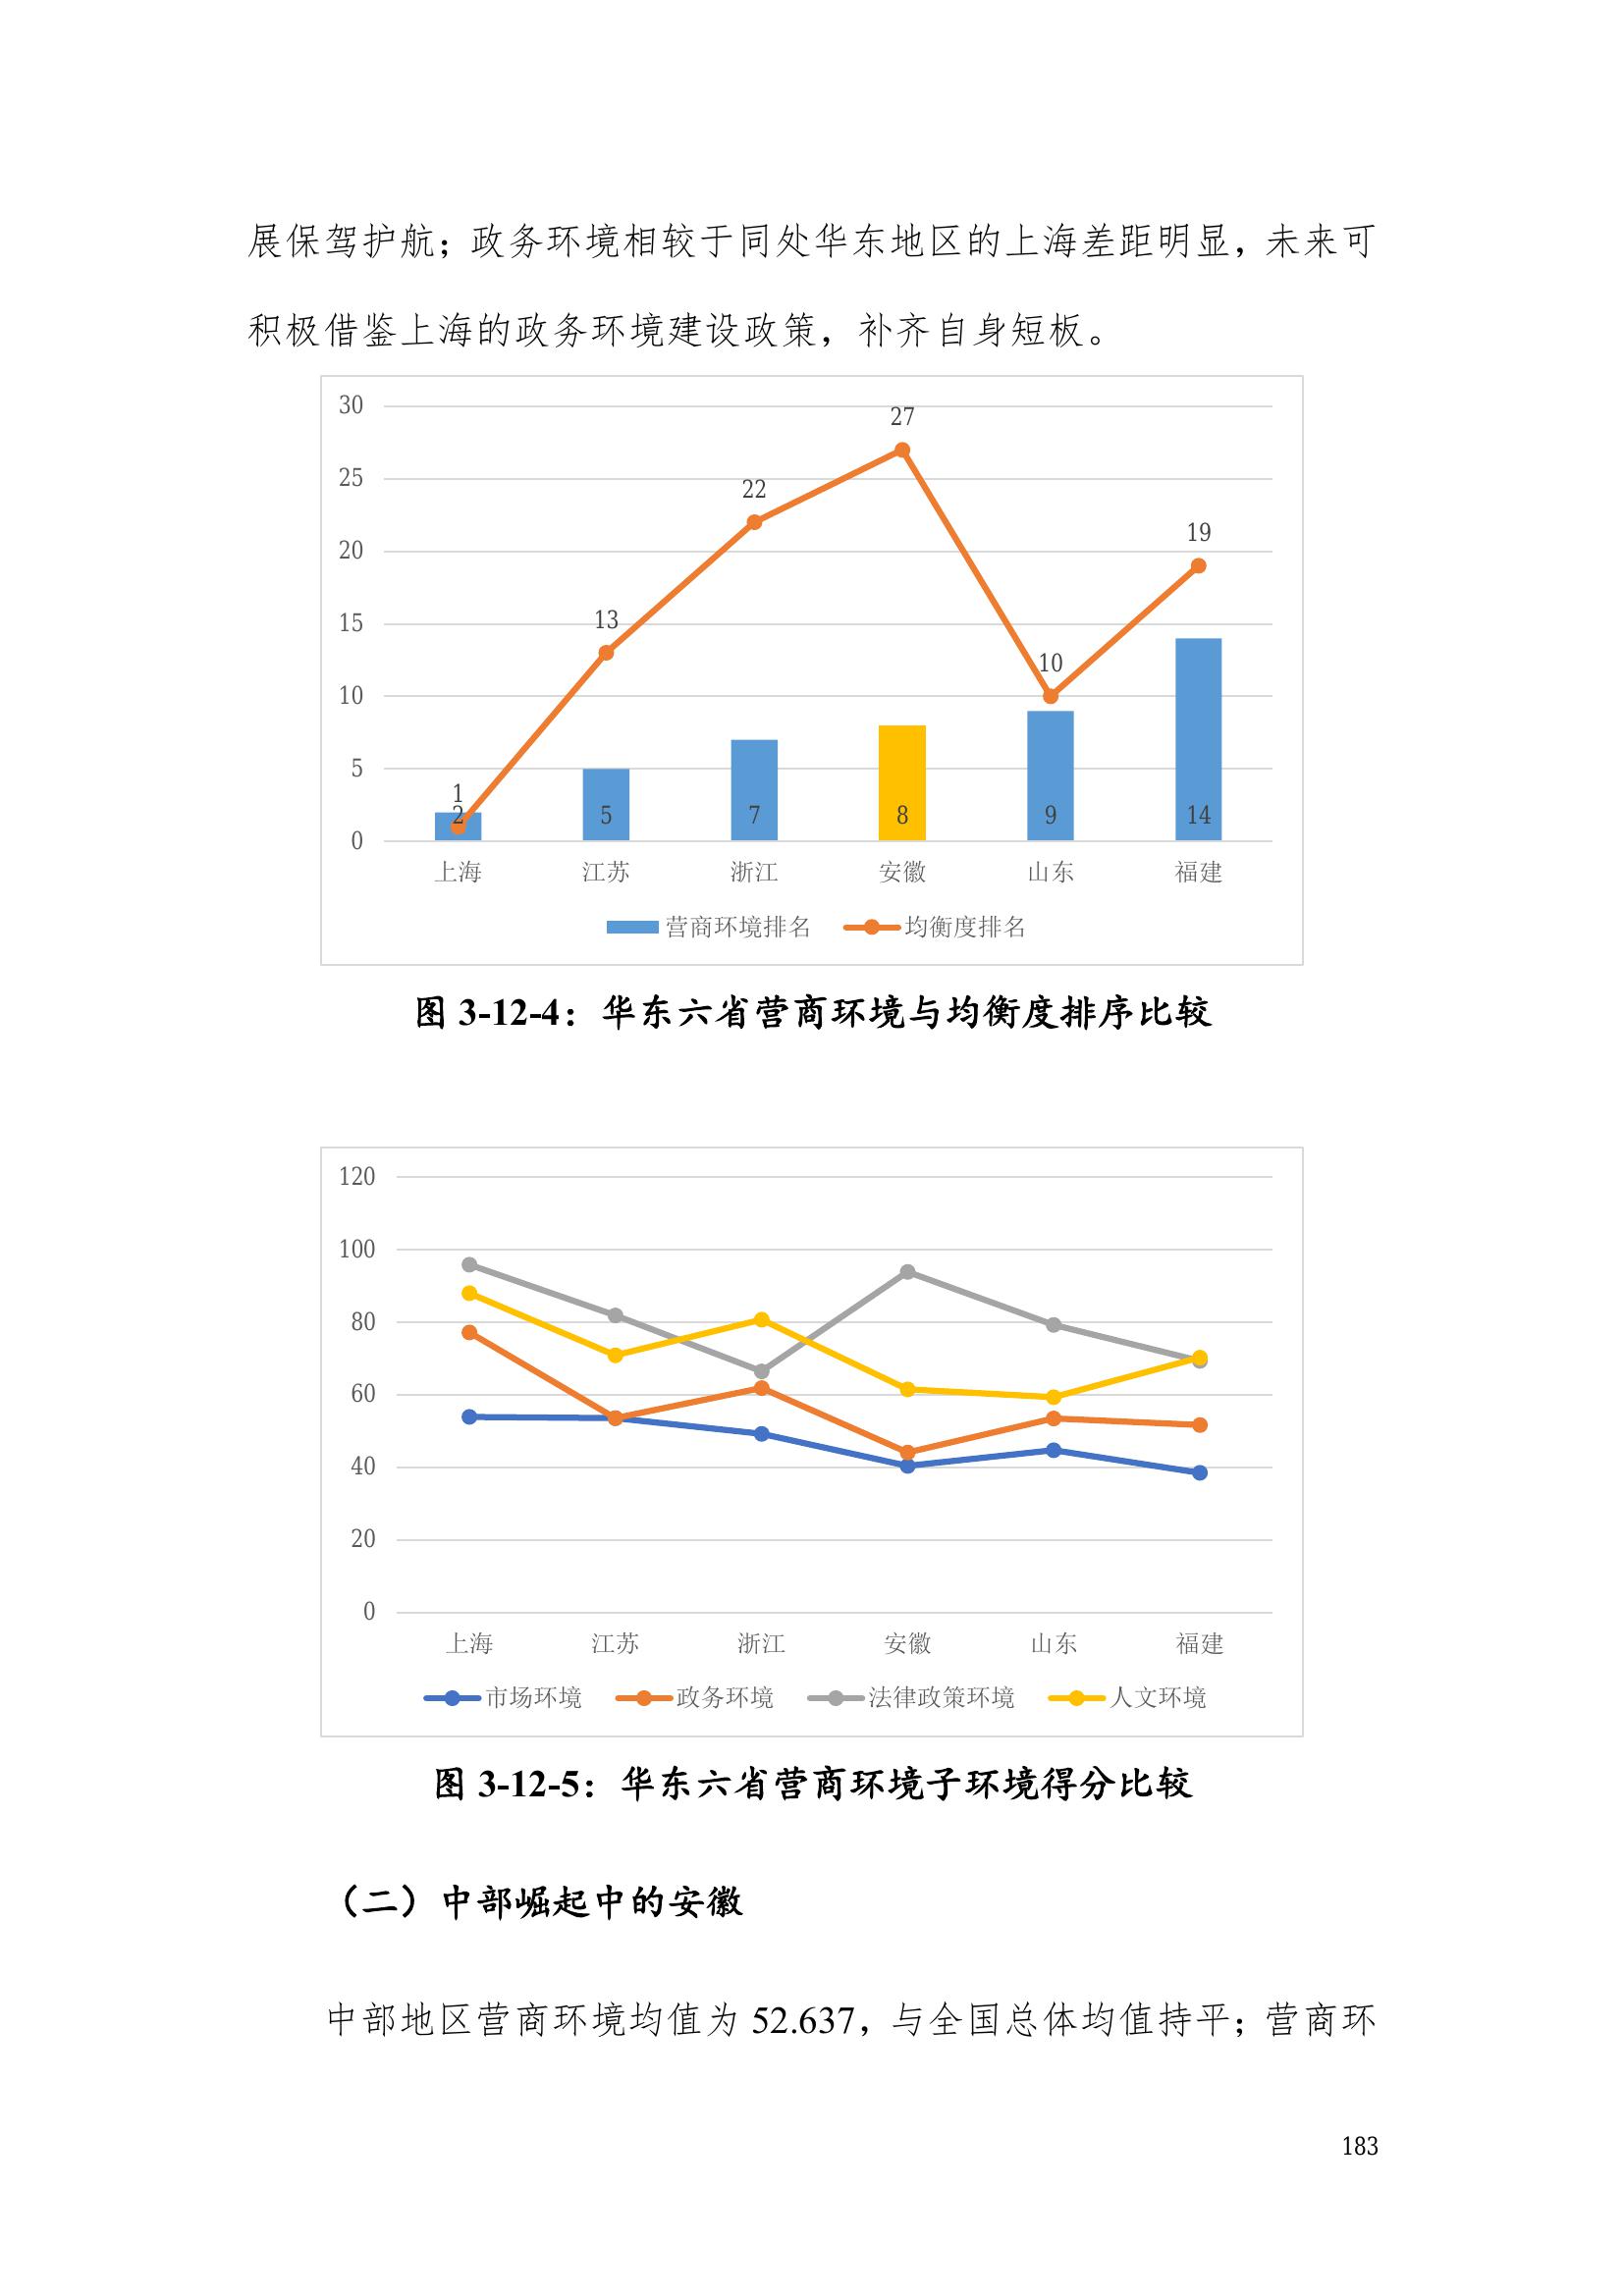 展保驾护航；政务环境相较于同处华东地区的上海差距明显，未来可
积极借鉴上海的政务环境建设政策，补齐自身短板。
30
25
20
15
10
5
0
1
2
13
5
22
7
27
8
10
9
19
14
上海 江苏 浙江 安徽 山东 福建
营商环境排名 均衡度排名
图 3-12-4：华东六省营商环境与均衡度排序比较
120
100
80
60
40
20
0
上海 江苏 浙江 安徽 山东 福建
市场环境 政务环境 法律政策环境 人文环境
图 3-12-5：华东六省营商环境子环境得分比较
（二）中部崛起中的安徽
中部地区营商环境均值为 52.637，与全国总体均值持平；营商环
183